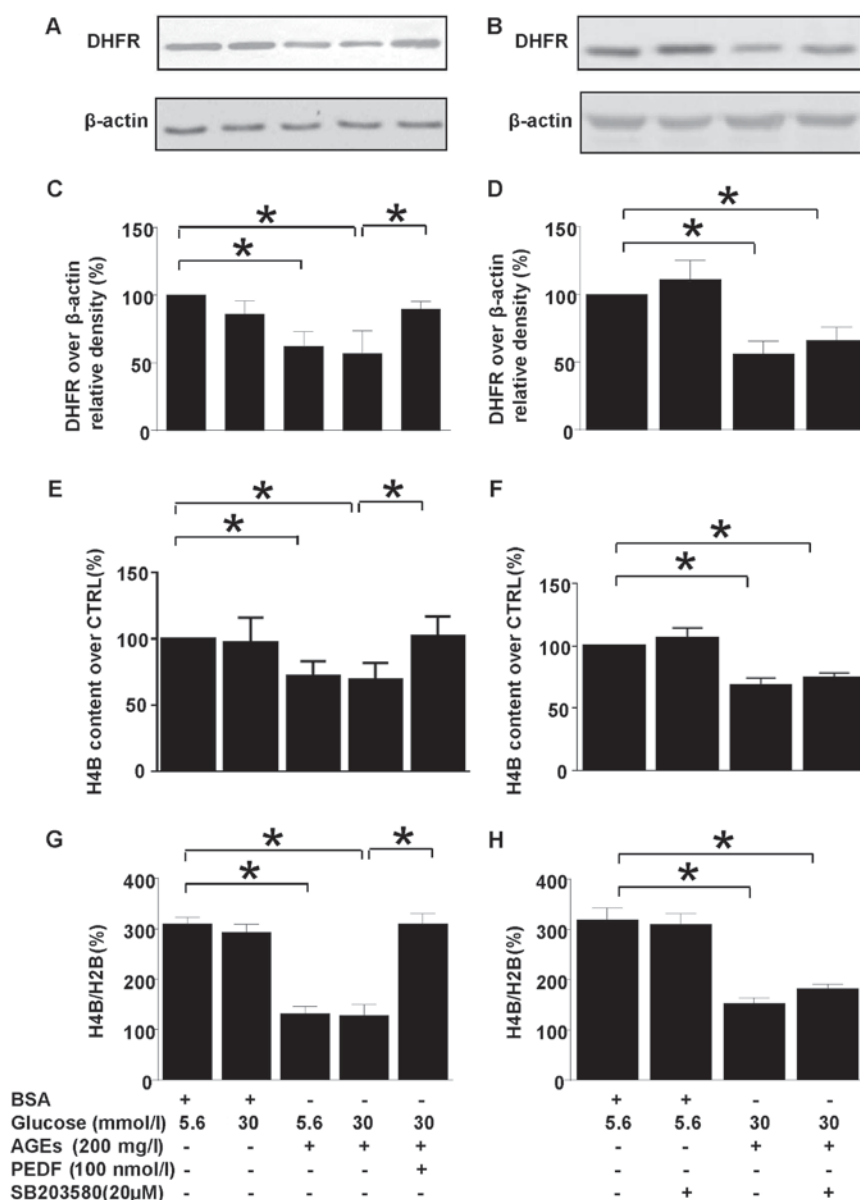 A
DHFR
β-actin
B
DHFR
β-actin
C
* * *
DHFR over β-actin
relative density (%)
150
100
50
0
D
* *
DHFR over β-actin
relative density (%)
150
100
50
0
E
* * *
H4B content over CTRL(%)
150
100
50
0
F
* *
H4B content over CTRL(%)
150
100
50
0
G
* * *
H4B/H2B(%)
400
300
200
100
0
H
* *
H4B/H2B(%)
400
300
200
100
0
BSA + + - - - + + - -
Glucose (mmol/l) 5.6 30 5.6 30 30 5.6 5.6 30 30
AGEs (200 mg/l) - - + + + - - + +
PEDF (100 nmol/l) - - - - + - - - -
SB203580(20µM) - - - - - - + - +